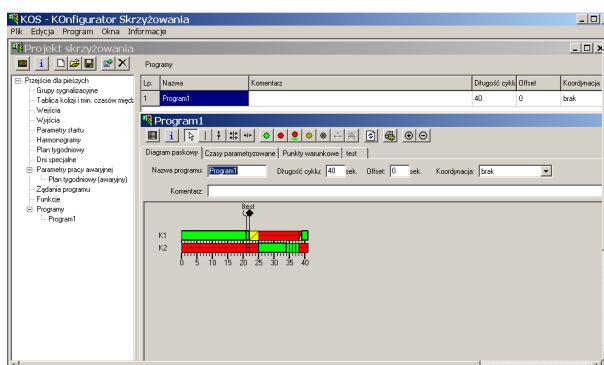 KOS - KOnfigurator Skrzyżowania
Plik Edycja Program Okna Informacje
Projekt skrzyżowania
Programy
Przejście dla pieszych
Grupy sygnalizacyjne
Tablica kolizji i min. czasów międz
Wejścia
Wyjścia
Parametry startu
Harmonogramy
Plan tygodniowy
Dni specjalne
Parametry pracy awaryjnej
Plan tygodniowy (awaryjny)
Żądania programu
Funkcje
Programy
Program1
Lp. Nazwa Komentarz Długość cyklu Offset Koordynacja
1 Program1 40 0 brak
Program1
Diagram paskowy Czasy parametryzowane Punkty warunkowe test
Nazwa programu: Program1 Długość cyklu: 40 sek. Offset: 0 sek. Koordynacja: brak
Komentarz:
Rest
K1
K2
0 5 10 15 20 25 30 35 40